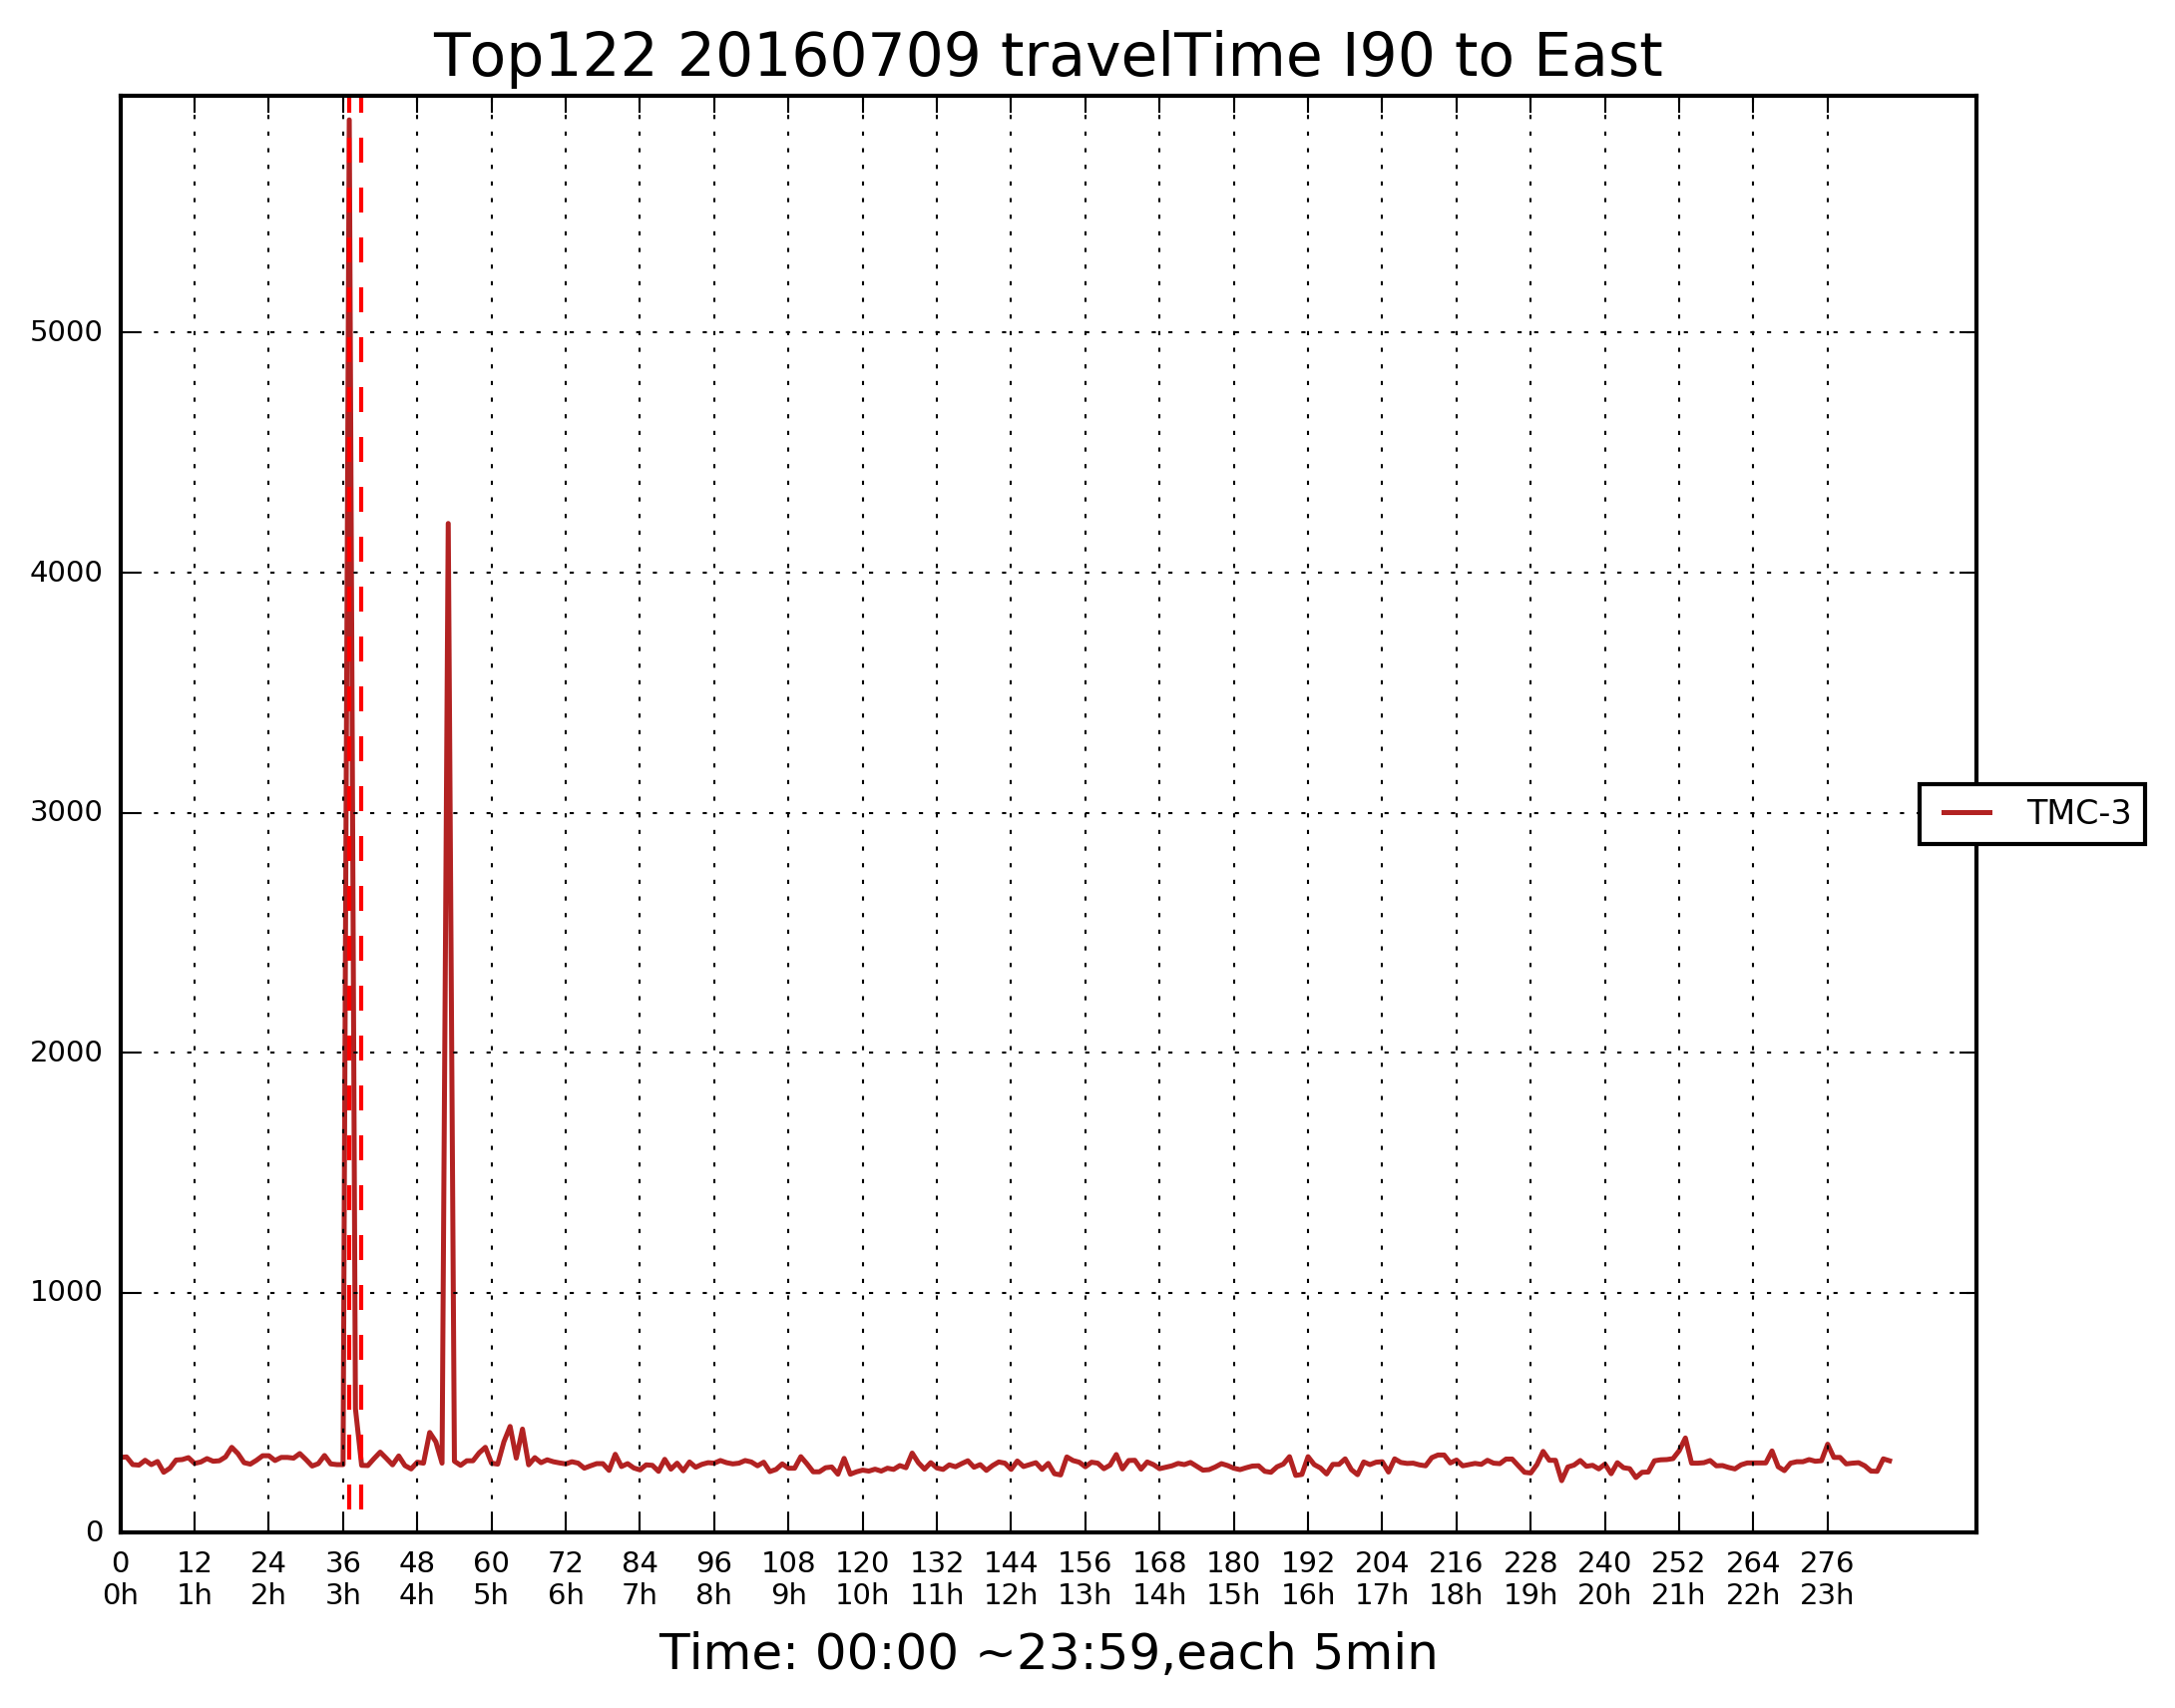 Top122 20160709 travelTime I90 to East
5000
4000
3000
2000
1000
0
TMC-3
0 12 24 36 48 60 72 84 96 108 120 132 144 156 168 180 192 204 216 228 240 252 264 276
0h 1h 2h 3h 4h 5h 6h 7h 8h 9h 10h 11h 12h 13h 14h 15h 16h 17h 18h 19h 20h 21h 22h 23h
Time: 00:00 ~23:59,each 5min